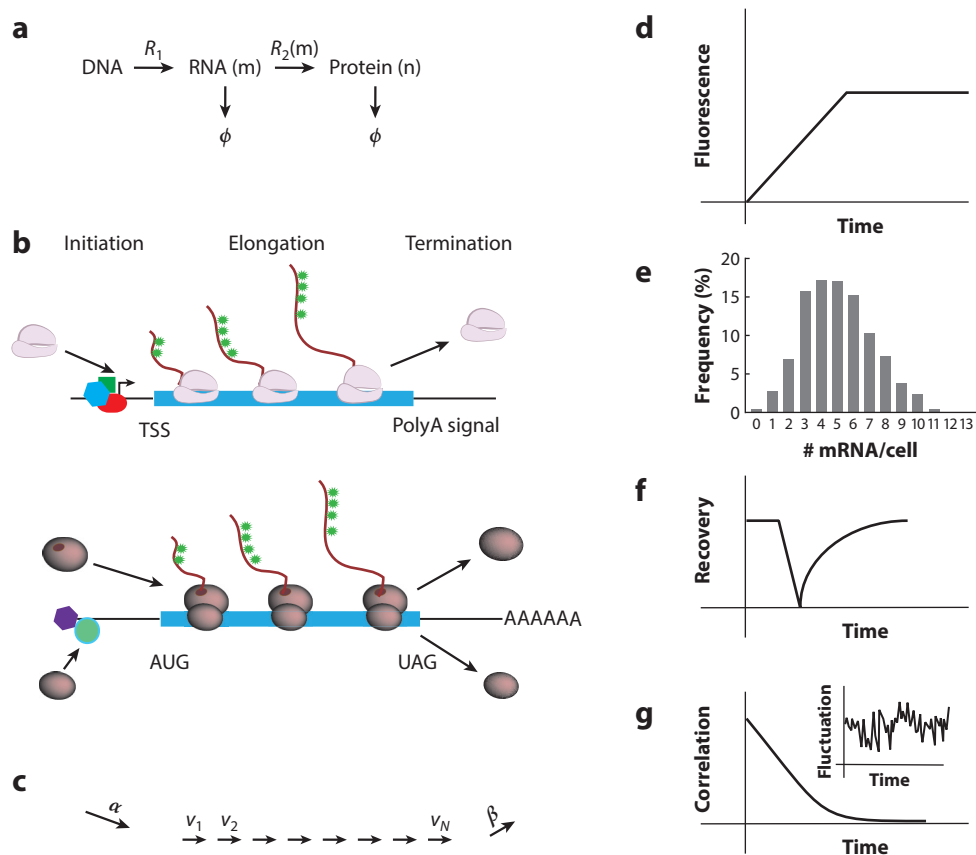 a
R1 R2(m)
DNA RNA (m) Protein (n)
ϕ ϕ
b
Initiation Elongation Termination
TSS PolyA signal
AAAAAA
AUG UAG
c
α v1 v2 vN β
d
Fluorescence
Time
e
Frequency (%)
20
15
10
5
0
0 1 2 3 4 5 6 7 8 9 10 11 12 13
# mRNA/cell
f
Recovery
Time
g
Correlation
Fluctuation
Time
Time